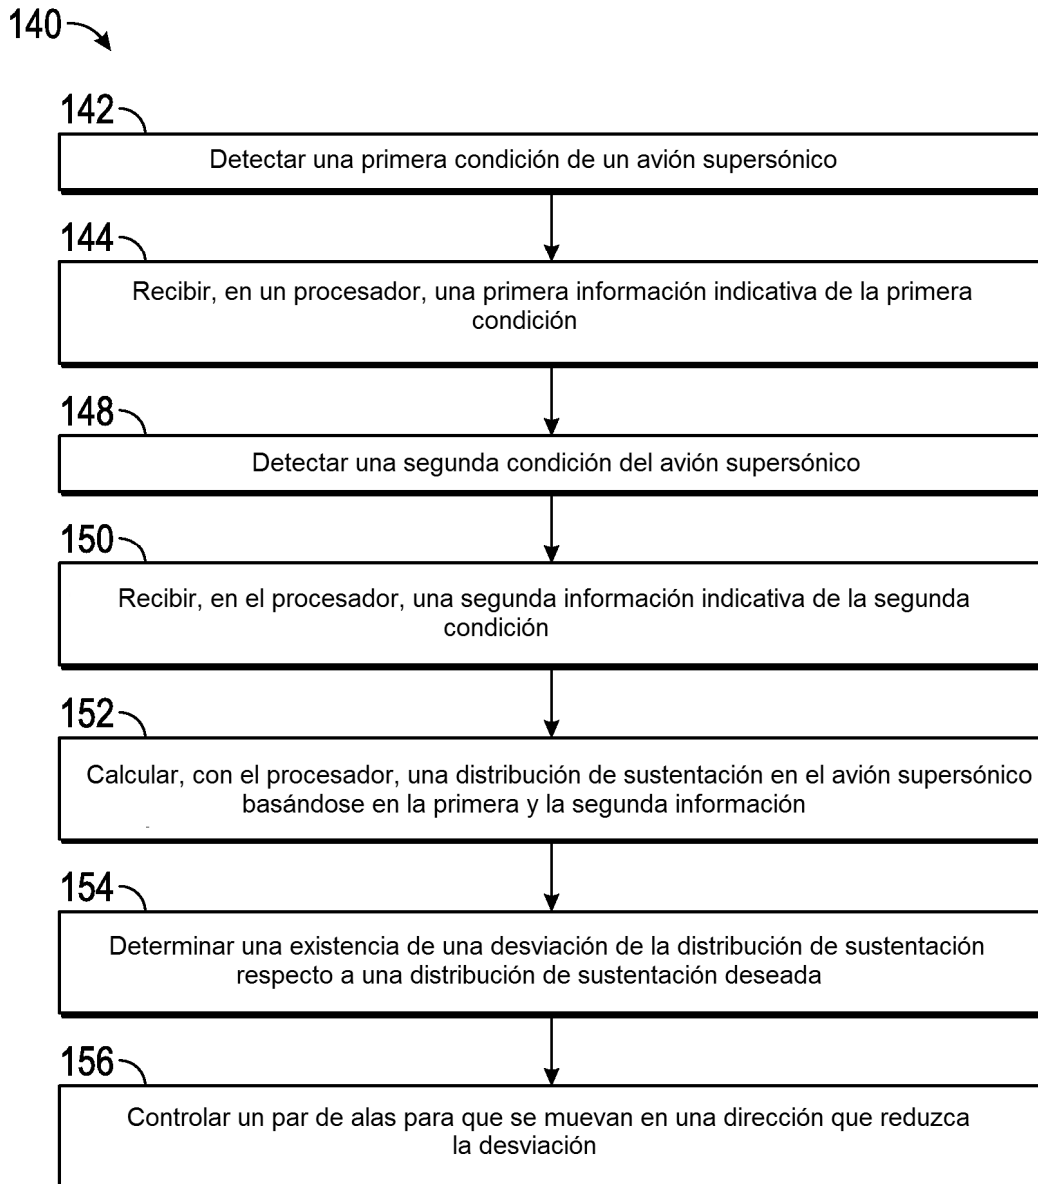 140
142
Detectar una primera condición de un avión supersónico
144
Recibir, en un procesador, una primera información indicativa de la primera
condición
148
Detectar una segunda condición del avión supersónico
150
Recibir, en el procesador, una segunda información indicativa de la segunda
condición
152
Calcular, con el procesador, una distribución de sustentación en el avión supersónico
basándose en la primera y la segunda información
154
Determinar una existencia de una desviación de la distribución de sustentación
respecto a una distribución de sustentación deseada
156
Controlar un par de alas para que se muevan en una dirección que reduzca
la desviación